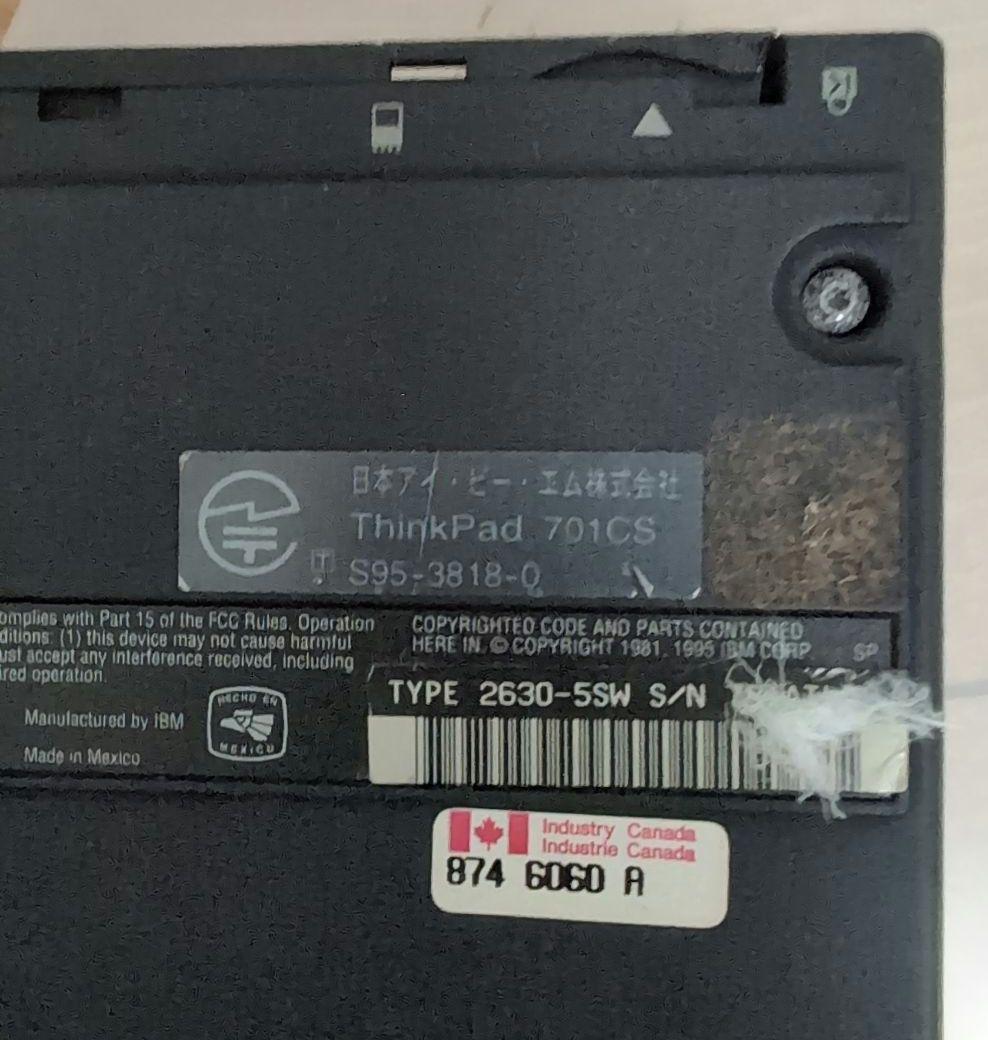 日本アイ・ビー・エム株式会社
ThinkPad 701CS
T
S95-3818-0
omplies with Part 15 of the FCC Rules. Operation
ditions: (1) this device may not cause harmful
ust accept any interference received, including
ired operation.
COPYRIGHTED CODE AND PARTS CONTAINED
HERE IN. © COPYRIGHT 1981, 1995 IBM CORP. SP
Manufactured by IBM
Made in Mexico
HECHO EN
MEXICO
TYPE 2630-5SW S/N
Industry Canada
Industrie Canada
874 6060 A